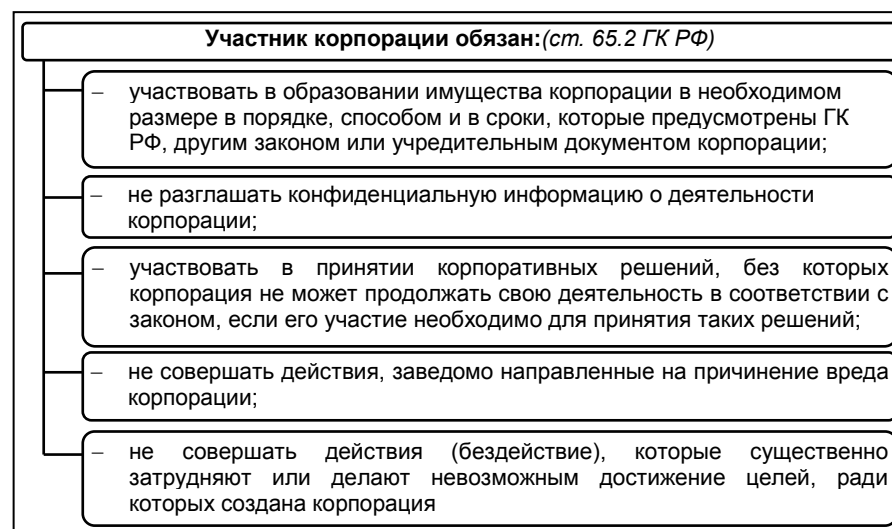 Участник корпорации обязан:(ст. 65.2 ГК РФ)
– участвовать в образовании имущества корпорации в необходимом
размере в порядке, способом и в сроки, которые предусмотрены ГК
РФ, другим законом или учредительным документом корпорации;
– не разглашать конфиденциальную информацию о деятельности
корпорации;
– участвовать в принятии корпоративных решений, без которых
корпорация не может продолжать свою деятельность в соответствии с
законом, если его участие необходимо для принятия таких решений;
– не совершать действия, заведомо направленные на причинение вреда
корпорации;
– не совершать действия (бездействие), которые существенно
затрудняют или делают невозможным достижение целей, ради
которых создана корпорация